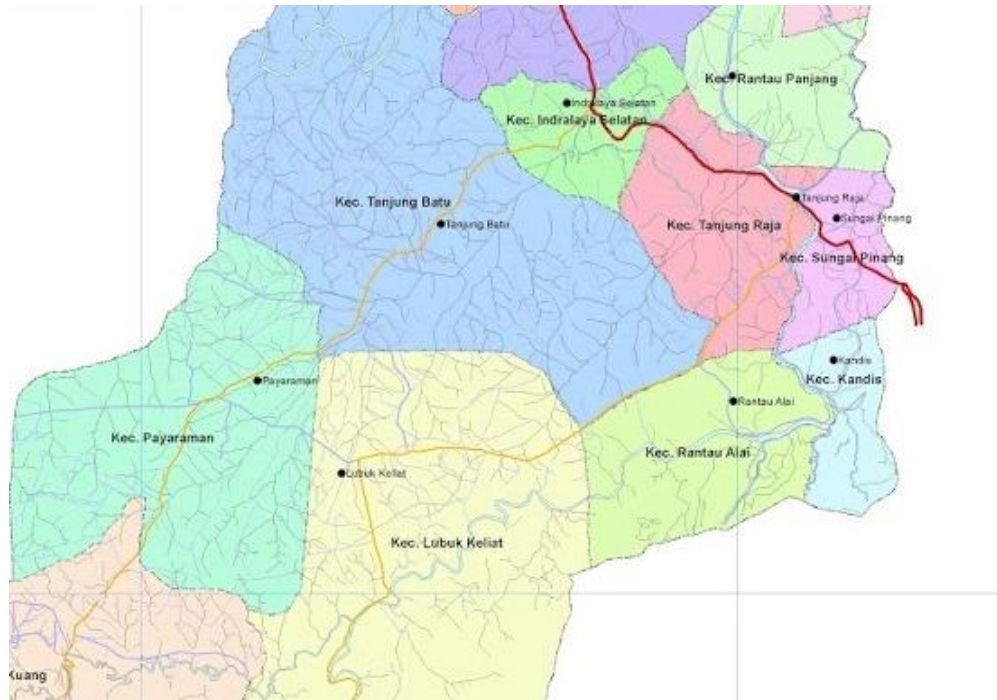 Kec. Rantau Panjang
Indralaya Selatan
Kec. Indralaya Selatan
Kec. Tanjung Batu
Tanjung Batu
Tanjung Raja
Kec. Tanjung Raja
Sungai Pinang
Kec. Sungai Pinang
Kandis
Kec. Kandis
Payaraman
Rantau Alai
Kec. Payaraman
Kec. Rantau Alai
Lubuk Keliat
Kec. Lubuk Keliat
Kuang